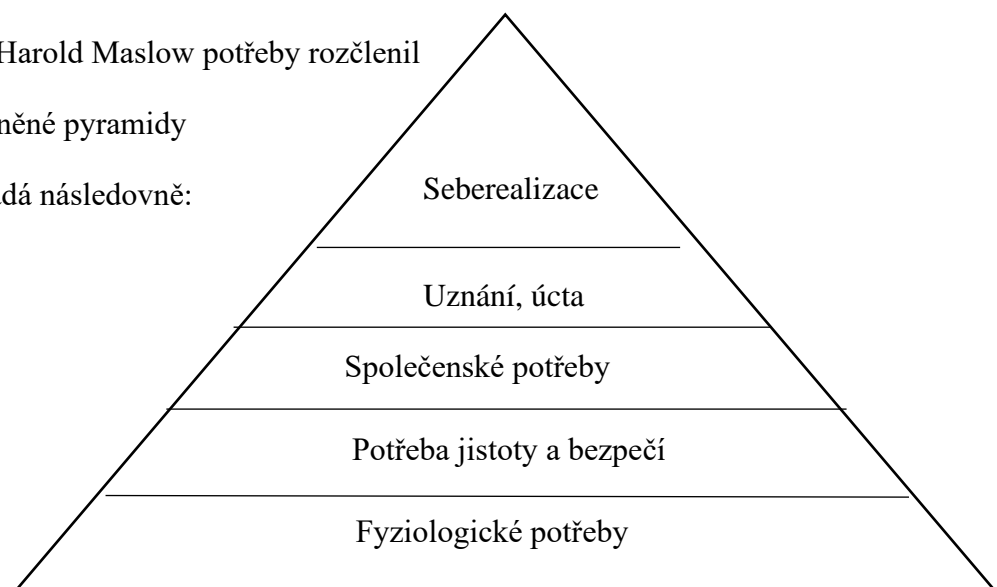 Harold Maslow potřeby rozčlenil
něné pyramidy
dá následovně:
Seberealizace
Uznání, úcta
Společenské potřeby
Potřeba jistoty a bezpečí
Fyziologické potřeby